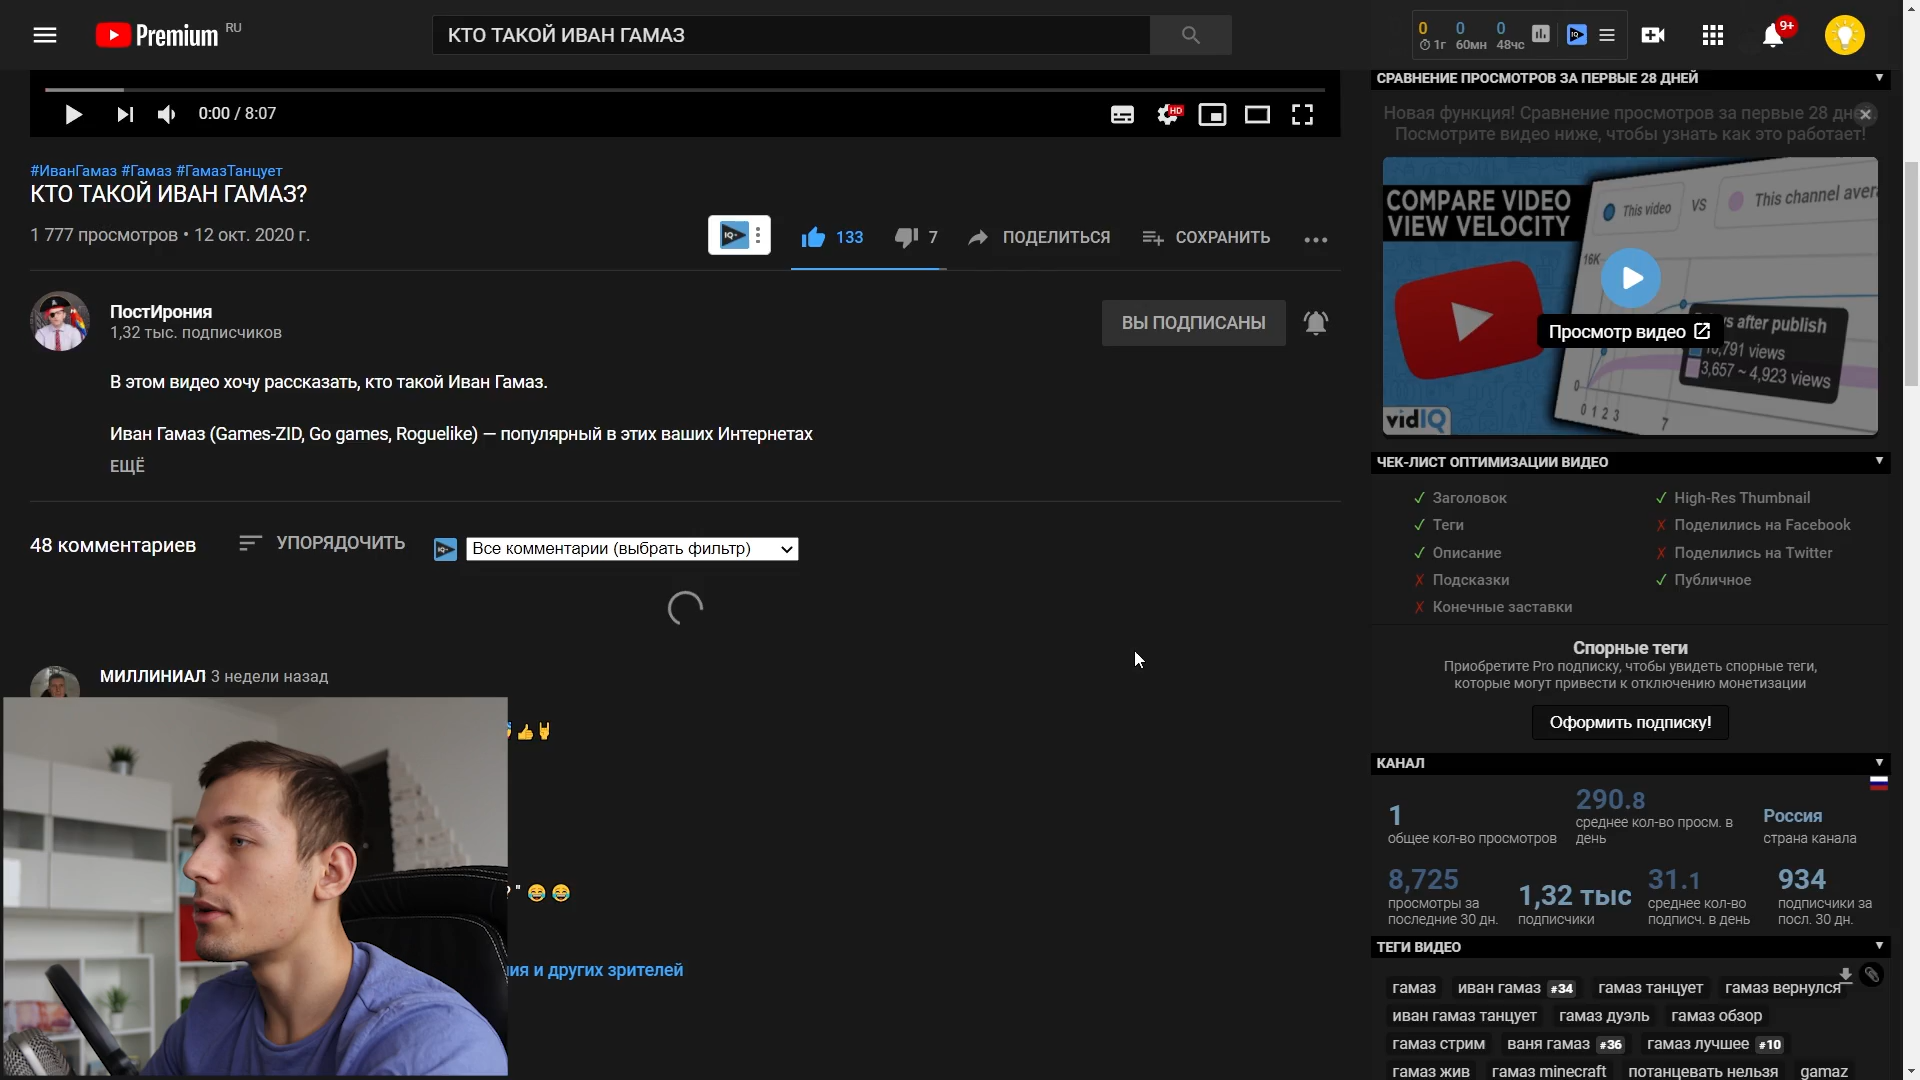 Premium RU
КТО ТАКОЙ ИВАН ГАМАЗ
0 0 0
1г 60мн 48чс
9+
0:00 / 8:07
HD
#ИванГамаз #Гамаз #ГамазТанцует
КТО ТАКОЙ ИВАН ГАМАЗ?
1 777 просмотров • 12 окт. 2020 г.
133
7
ПОДЕЛИТЬСЯ
СОХРАНИТЬ
ПостИрония
1,32 тыс. подписчиков
ВЫ ПОДПИСАНЫ
В этом видео хочу рассказать, кто такой Иван Гамаз.
Иван Гамаз (Games-ZID, Go games, Roguelike) — популярный в этих ваших Интернетах
ЕЩЁ
48 комментариев
УПОРЯДОЧИТЬ
Все комментарии (выбрать фильтр)
МИЛЛИНИАЛ 3 недели назад
ия и других зрителей
СРАВНЕНИЕ ПРОСМОТРОВ ЗА ПЕРВЫЕ 28 ДНЕЙ
Новая функция! Сравнение просмотров за первые 28
Посмотрите видео ниже, чтобы узнать как это работает!
COMPARE VIDEO
VIEW VELOCITY
This video
VS
This channel
16K
Просмотр видео
after publish
views
3,657 ~ 4,923 views
0
0 1 2 3
7
vidIQ
ЧЕК-ЛИСТ ОПТИМИЗАЦИИ ВИДЕО
✓ Заголовок
✓ High-Res Thumbnail
✓ Теги
✗ Поделились на Facebook
✓ Описание
✗ Поделились на Twitter
✗ Подсказки
✓ Публичное
✗ Конечные заставки
Спорные теги
Приобретите Pro подписку, чтобы увидеть спорные теги,
которые могут привести к отключению монетизации
Оформить подписку!
КАНАЛ
1
общее кол-во просмотров
290.8
среднее кол-во просм. в
день
Россия
страна канала
8,725
просмотры за
последние 30 дн.
1,32 тыс
подписчики
31.1
среднее кол-во
подписч. в день
934
подписчики за
посл. 30 дн.
ТЕГИ ВИДЕО
гамаз иван гамаз #34 гамаз танцует гамаз вернулся
иван гамаз танцует гамаз дуэль гамаз обзор
гамаз стрим ваня гамаз #36 гамаз лучшее #10
гамаз жив гамаз minecraft потанцевать нельзя gamaz